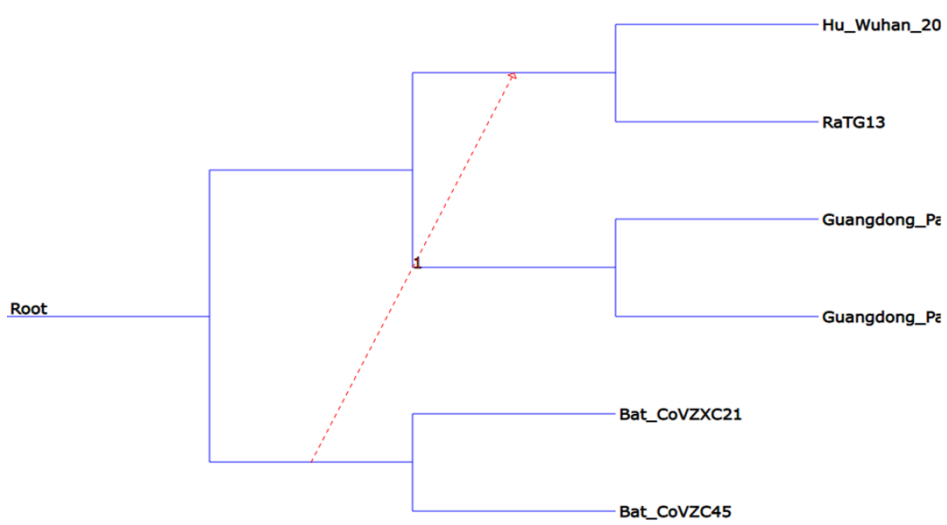 Hu_Wuhan_20
RaTG13
Guangdong_Pa
1
Root
Guangdong_Pa
Bat_CoVZXC21
Bat_CoVZC45